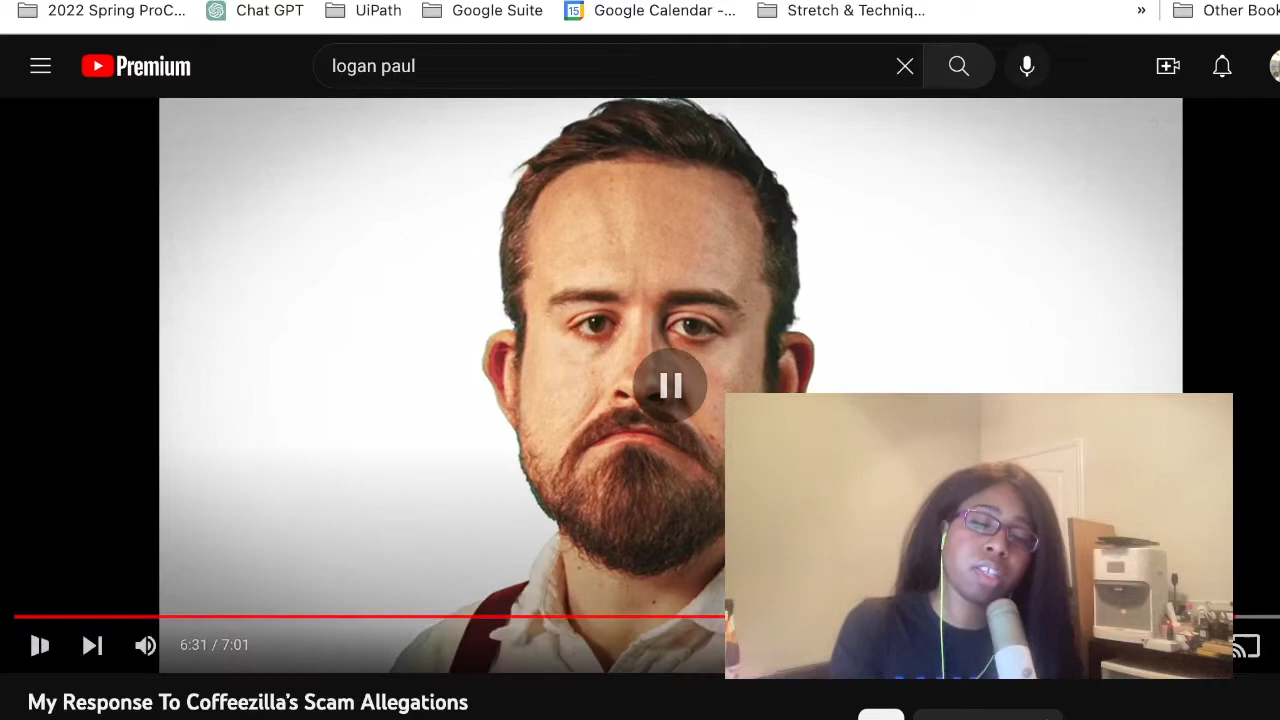 2022 Spring ProC... Chat GPT UiPath Google Suite 15 Google Calendar -... Stretch & Techniq... » Other Book
Premium logan paul
6:31 / 7:01
My Response To Coffeezilla's Scam Allegations